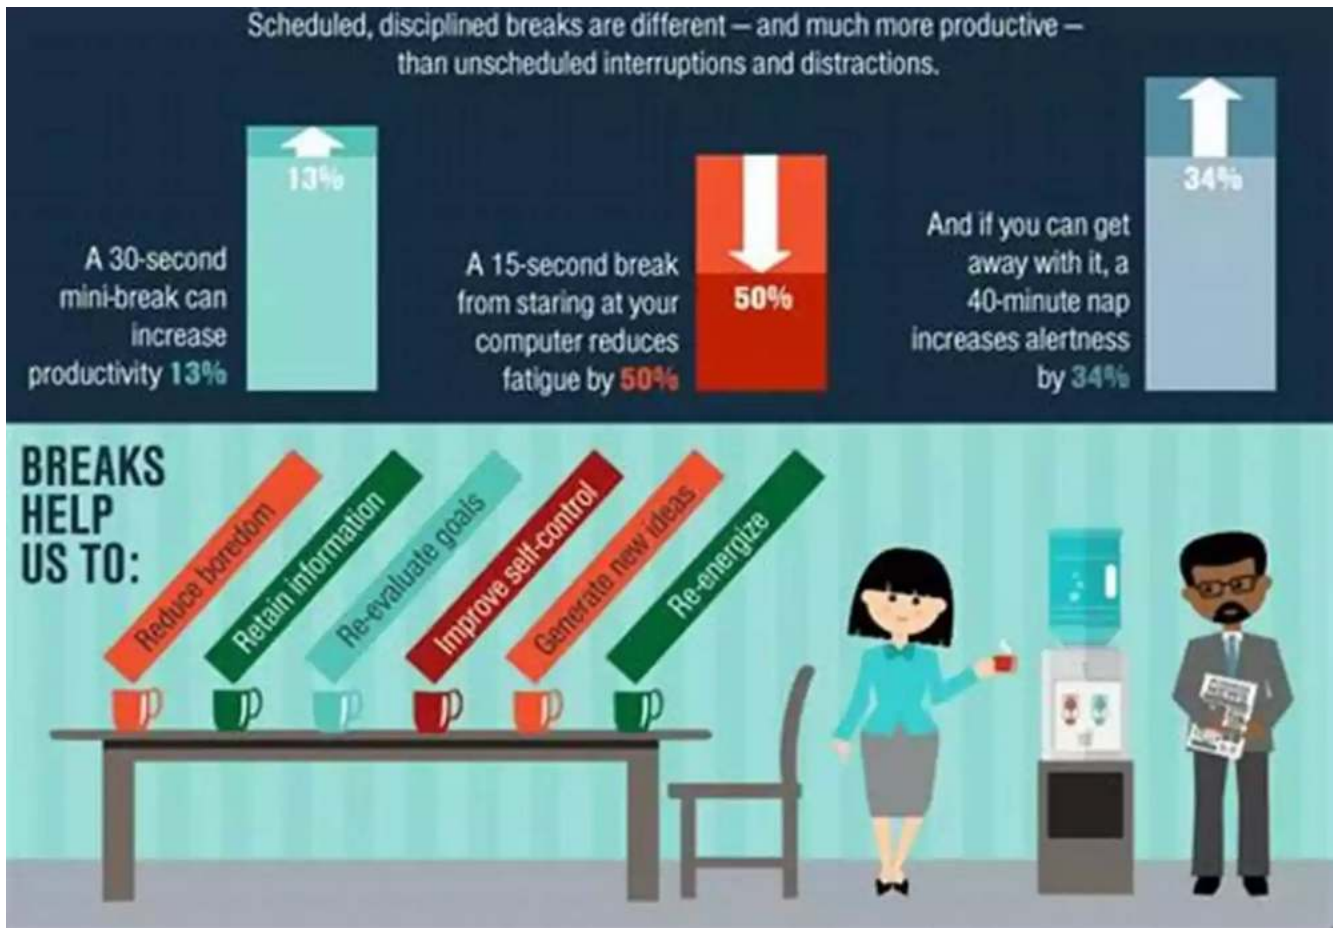 Scheduled, disciplined breaks are different – and much more productive –
than unscheduled interruptions and distractions.
13%
A 30-second
mini-break can
increase
productivity 13%
50%
A 15-second break
from staring at your
computer reduces
fatigue by 50%
34%
And if you can get
away with it, a
40-minute nap
increases alertness
by 34%
BREAKS
HELP
US TO:
Reduce boredom
Retain information
Re-evaluate goals
Improve self-control
Generate new ideas
Re-energize